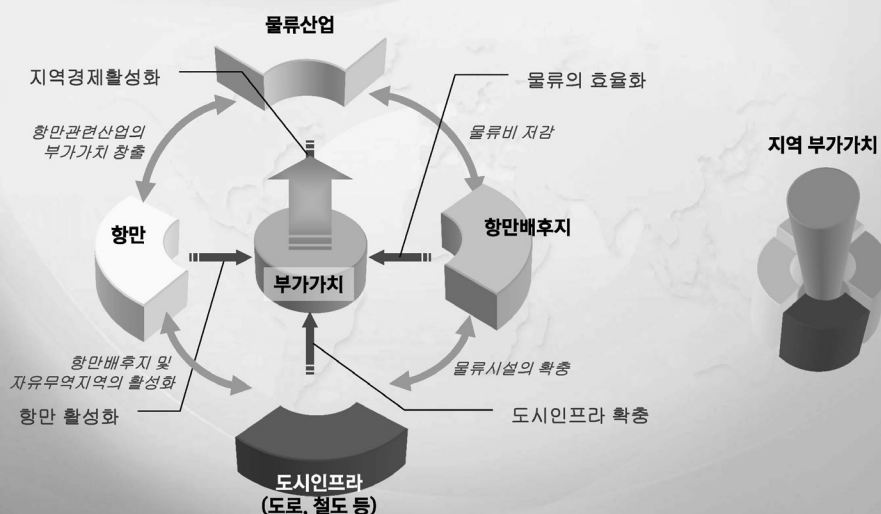 물류산업
지역경제활성화
물류의 효율화
항만관련산업의
부가가치 창출
물류비 저감
지역 부가가치
항만
항만배후지
부가가치
항만배후지 및
자유무역지역의 활성화
물류시설의 확충
항만 활성화
도시인프라 확충
도시인프라
(도로, 철도 등)